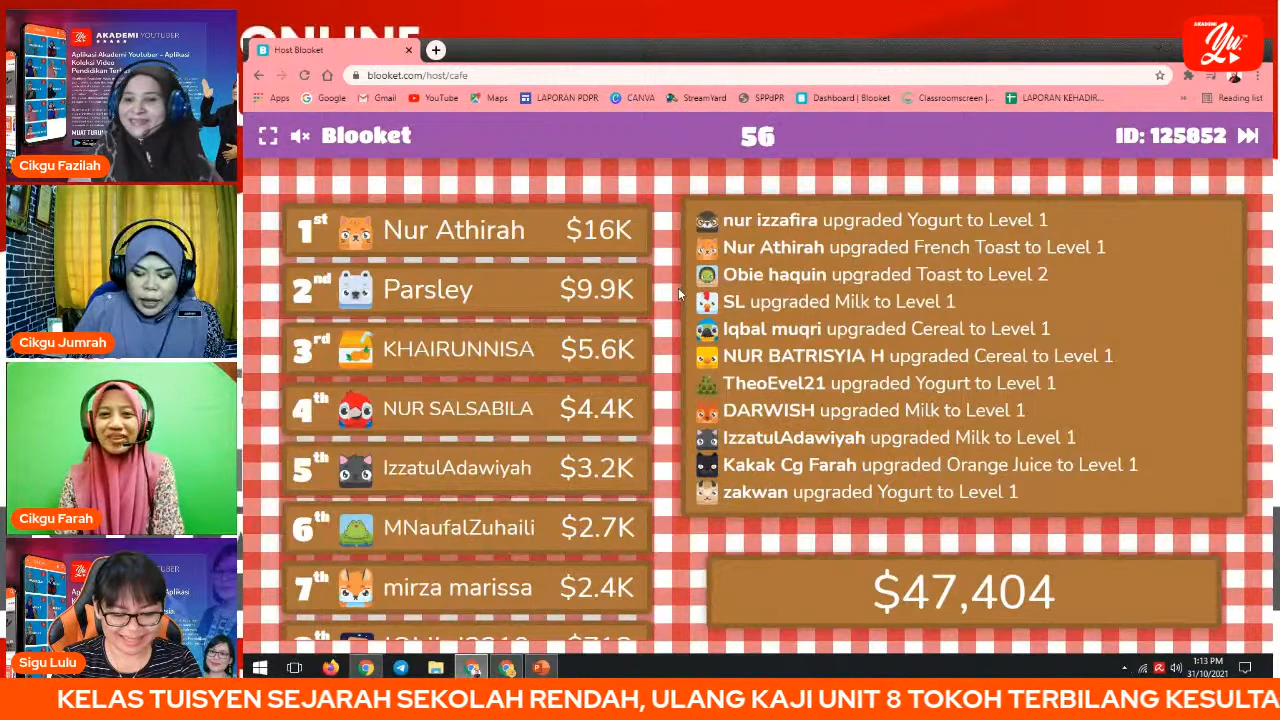 ONLINE
AKADEMI YOUTUBER
Aplikasi Akademi Youtuber - Aplikasi
Koleksi Video
Cikgu Fazilah
Cikgu Jumrah
Cikgu Farah
Sigu Lulu
AKADEMI
Host Blooket
blooket.com/host/cafe
Apps
Google
Gmail
YouTube
Maps
LAPORAN PDPR
CANVA
StreamYard
SPPdPR
Dashboard | Blooket
Classroomscreen |...
LAPORAN KEHADIR...
Reading list
Blooket
56
ID: 125852
1st Nur Athirah $16K
2nd Parsley $9.9K
3rd KHAIRUNNISA $5.6K
4th NUR SALSABILA $4.4K
5th IzzatulAdawiyah $3.2K
6th MNaufalZuhaili $2.7K
7th mirza marissa $2.4K
nur izzafira upgraded Yogurt to Level 1
Nur Athirah upgraded French Toast to Level 1
Obie haquin upgraded Toast to Level 2
SL upgraded Milk to Level 1
Iqbal muqri upgraded Cereal to Level 1
NUR BATRISYIA H upgraded Cereal to Level 1
TheoEvel21 upgraded Yogurt to Level 1
DARWISH upgraded Milk to Level 1
IzzatulAdawiyah upgraded Milk to Level 1
Kakak Cg Farah upgraded Orange Juice to Level 1
zakwan upgraded Yogurt to Level 1
$47,404
1:13 PM
31/10/2021
KELAS TUISYEN SEJARAH SEKOLAH RENDAH, ULANG KAJI UNIT 8 TOKOH TERBILANG KESULTA